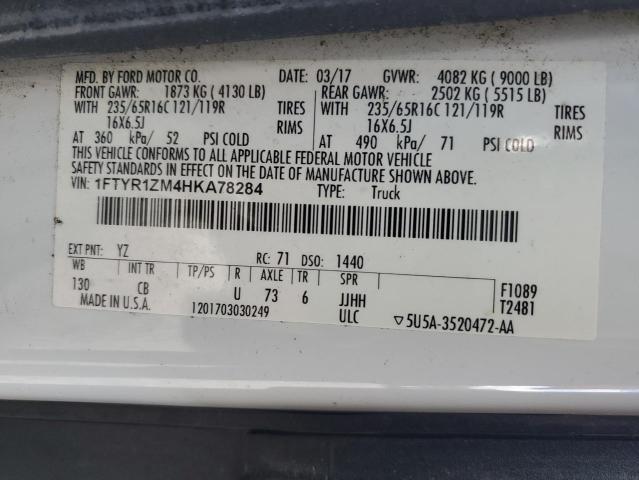 MFD. BY FORD MOTOR CO. DATE: 03/17 GVWR: 4082 KG ( 9000 LB)
FRONT GAWR: 1873 KG ( 4130 LB) REAR GAWR: 2502 KG ( 5515 LB)
WITH 235/65R16C 121/119R TIRES WITH 235/65R16C 121/119R TIRES
16X6.5J RIMS 16X6.5J RIMS
AT 360 kPa/ 52 PSI COLD AT 490 kPa/ 71 PSI COLD
THIS VEHICLE CONFORMS TO ALL APPLICABLE FEDERAL MOTOR VEHICLE
SAFETY STANDARDS IN EFFECT ON THE DATE OF MANUFACTURE SHOWN ABOVE.
VIN: 1FTYR1ZM4HKA78284 TYPE: Truck
EXT PNT: YZ RC: 71 DSO: 1440
WB INT TR TP/PS R AXLE TR SPR F1089
130 CB U 73 6 JJHH T2481
MADE IN U.S.A. 1201703030249 ULC ▽5U5A-3520472-AA